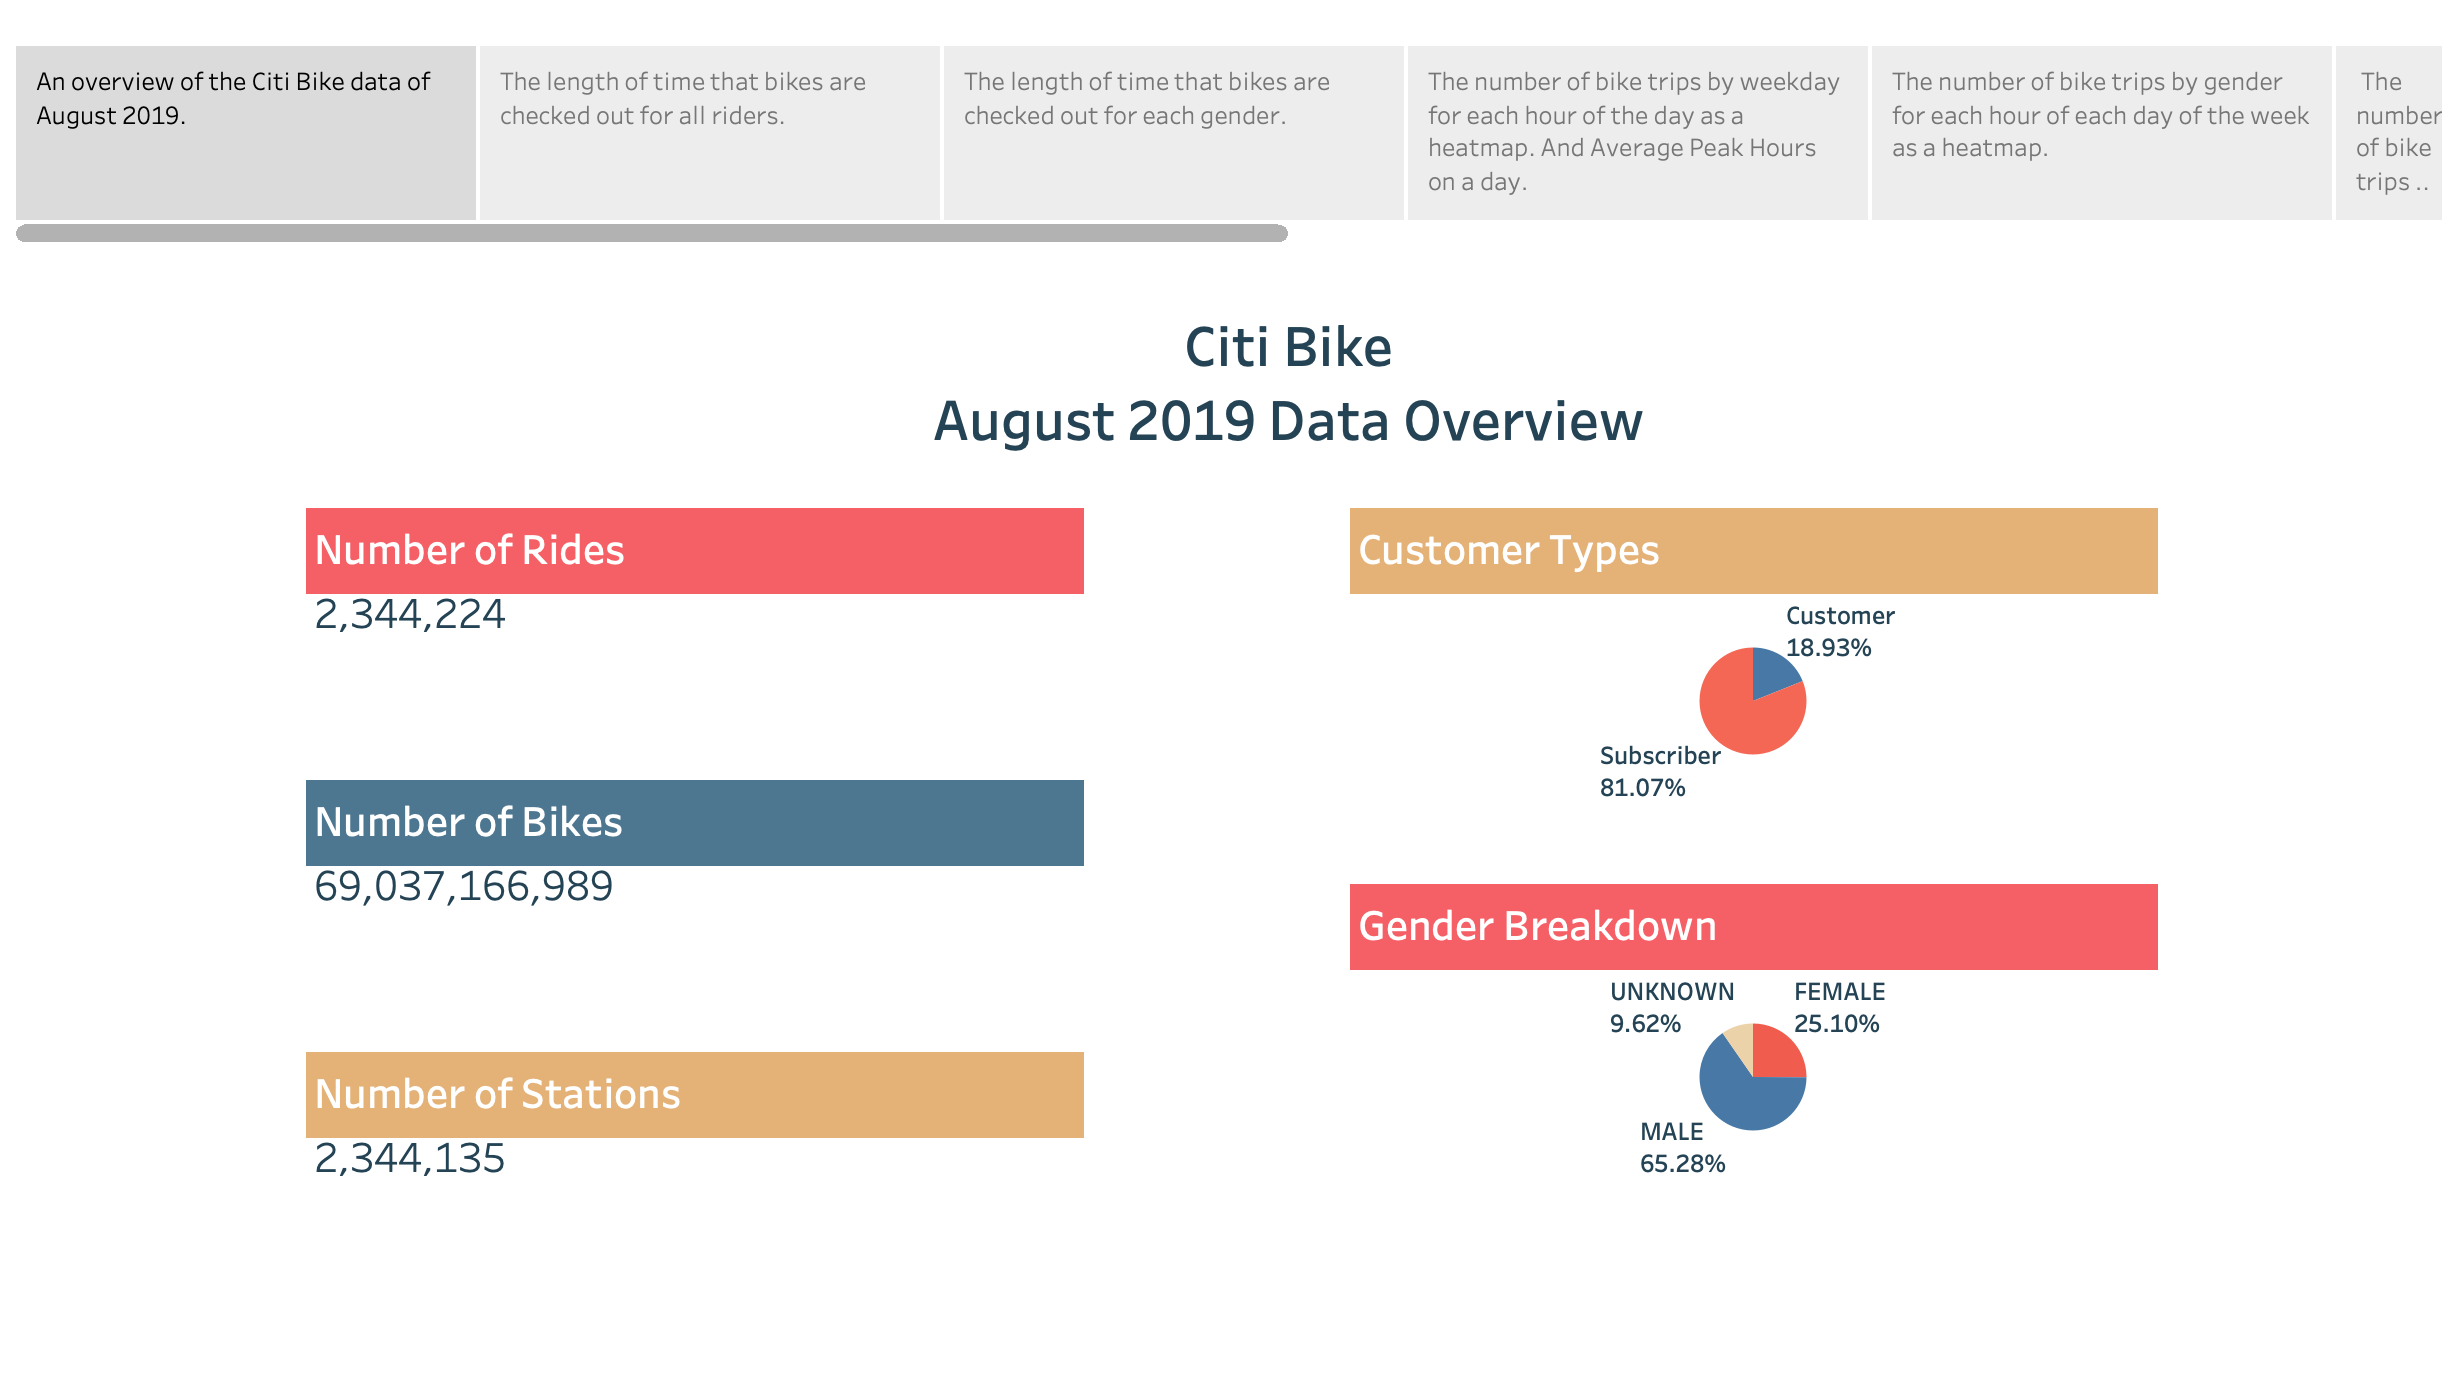 An overview of the Citi Bike data of
August 2019.
The length of time that bikes are
checked out for all riders.
The length of time that bikes are
checked out for each gender.
The number of bike trips by weekday
for each hour of the day as a
heatmap. And Average Peak Hours
on a day.
The number of bike trips by gender
for each hour of each day of the week
as a heatmap.
The
number
of bike
trips ..
Citi Bike
August 2019 Data Overview
Number of Rides
2,344,224
Number of Bikes
69,037,166,989
Number of Stations
2,344,135
Customer Types
Customer
18.93%
Subscriber
81.07%
Gender Breakdown
UNKNOWN
9.62%
FEMALE
25.10%
MALE
65.28%